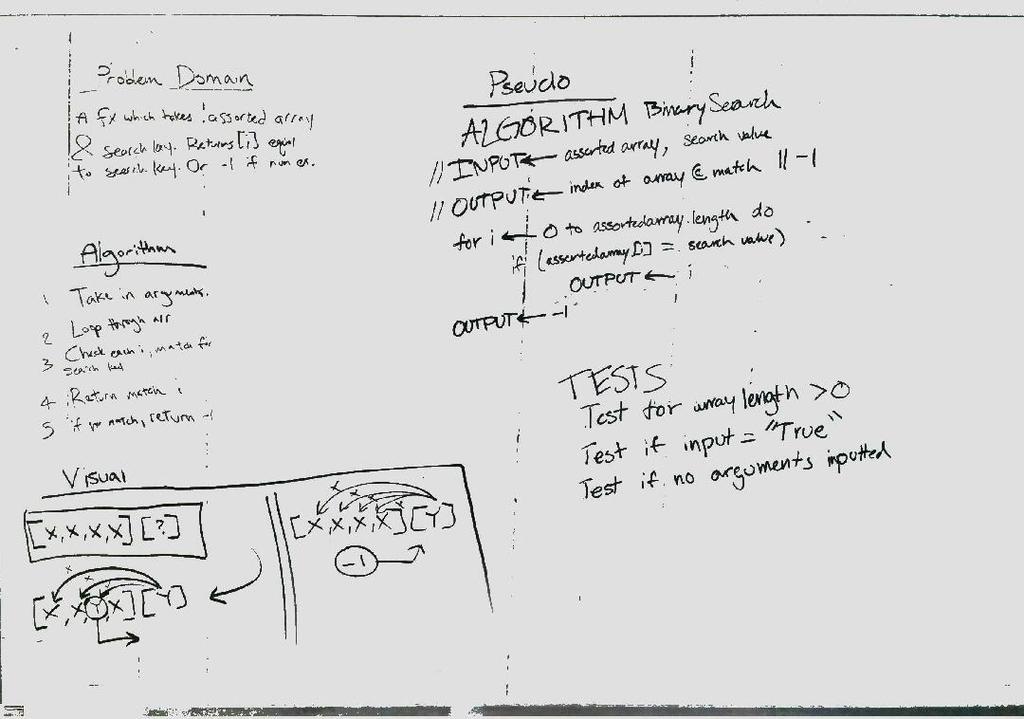 Problem Domain
A fx which takes assorted array
& search key. Returns [i] equal
to search key. Or -1 if non ex.
Algorithm
1 Take in arguments.
2 Loop through arr
3 Check each i, match for
search key
4 Return match i
5 if no match, return -1
Visual
[X,X,X,X] [?]
[X,X,Y,X] [Y]
[X,X,X,X] [Y]
-1
Pseudo
ALGORITHM Binary Search
// INPUT ← assorted array, search value
// OUTPUT ← index of array @ match || -1
for i ← 0 to assortedarray.length do
if (assortedarray[i] = search value)
OUTPUT ← i
OUTPUT ← -1
TESTS
Test for array length >0
Test if input = "True"
Test if no arguments inputted